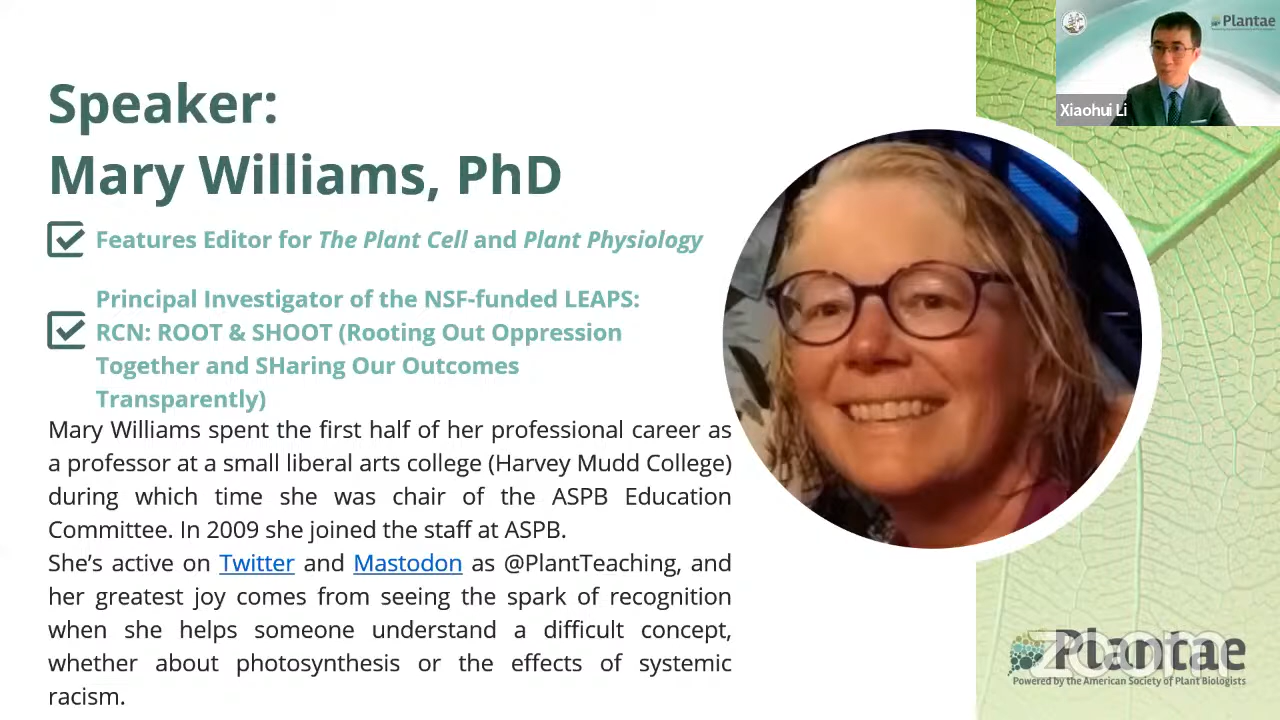 Speaker:
Mary Williams, PhD
Features Editor for The Plant Cell and Plant Physiology
Principal Investigator of the NSF-funded LEAPS:
RCN: ROOT & SHOOT (Rooting Out Oppression
Together and SHaring Our Outcomes
Transparently)
Mary Williams spent the first half of her professional career as
a professor at a small liberal arts college (Harvey Mudd College)
during which time she was chair of the ASPB Education
Committee. In 2009 she joined the staff at ASPB.
She’s active on Twitter and Mastodon as @PlantTeaching, and
her greatest joy comes from seeing the spark of recognition
when she helps someone understand a difficult concept,
whether about photosynthesis or the effects of systemic
racism.
Plantae
Xiaohui Li
zoom
Plantae
Powered by the American Society of Plant Biologists